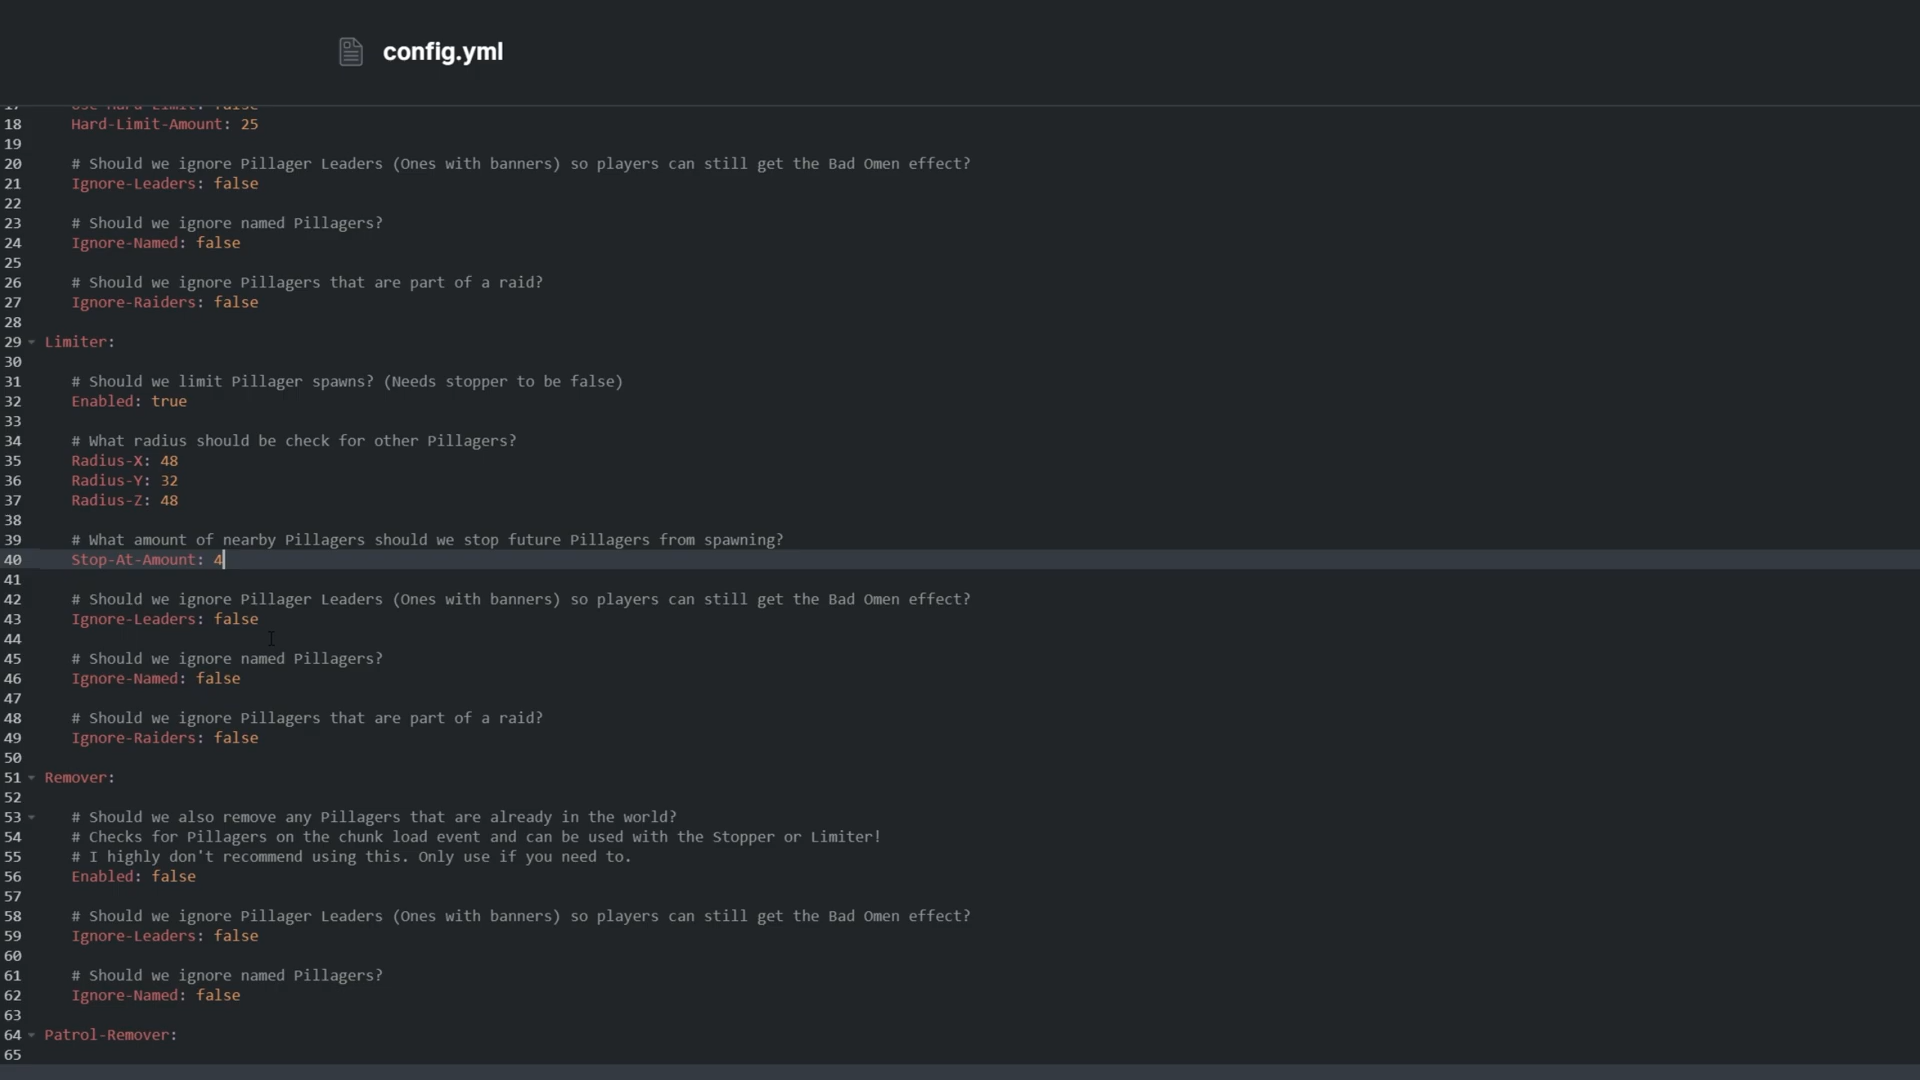 config.yml
17 Use-Hard-Limit: false
18 Hard-Limit-Amount: 25
19
20 # Should we ignore Pillager Leaders (Ones with banners) so players can still get the Bad Omen effect?
21 Ignore-Leaders: false
22
23 # Should we ignore named Pillagers?
24 Ignore-Named: false
25
26 # Should we ignore Pillagers that are part of a raid?
27 Ignore-Raiders: false
28
29 Limiter:
30
31 # Should we limit Pillager spawns? (Needs stopper to be false)
32 Enabled: true
33
34 # What radius should be check for other Pillagers?
35 Radius-X: 48
36 Radius-Y: 32
37 Radius-Z: 48
38
39 # What amount of nearby Pillagers should we stop future Pillagers from spawning?
40 Stop-At-Amount: 4
41
42 # Should we ignore Pillager Leaders (Ones with banners) so players can still get the Bad Omen effect?
43 Ignore-Leaders: false
44
45 # Should we ignore named Pillagers?
46 Ignore-Named: false
47
48 # Should we ignore Pillagers that are part of a raid?
49 Ignore-Raiders: false
50
51 Remover:
52
53 # Should we also remove any Pillagers that are already in the world?
54 # Checks for Pillagers on the chunk load event and can be used with the Stopper or Limiter!
55 # I highly don't recommend using this. Only use if you need to.
56 Enabled: false
57
58 # Should we ignore Pillager Leaders (Ones with banners) so players can still get the Bad Omen effect?
59 Ignore-Leaders: false
60
61 # Should we ignore named Pillagers?
62 Ignore-Named: false
63
64 Patrol-Remover:
65